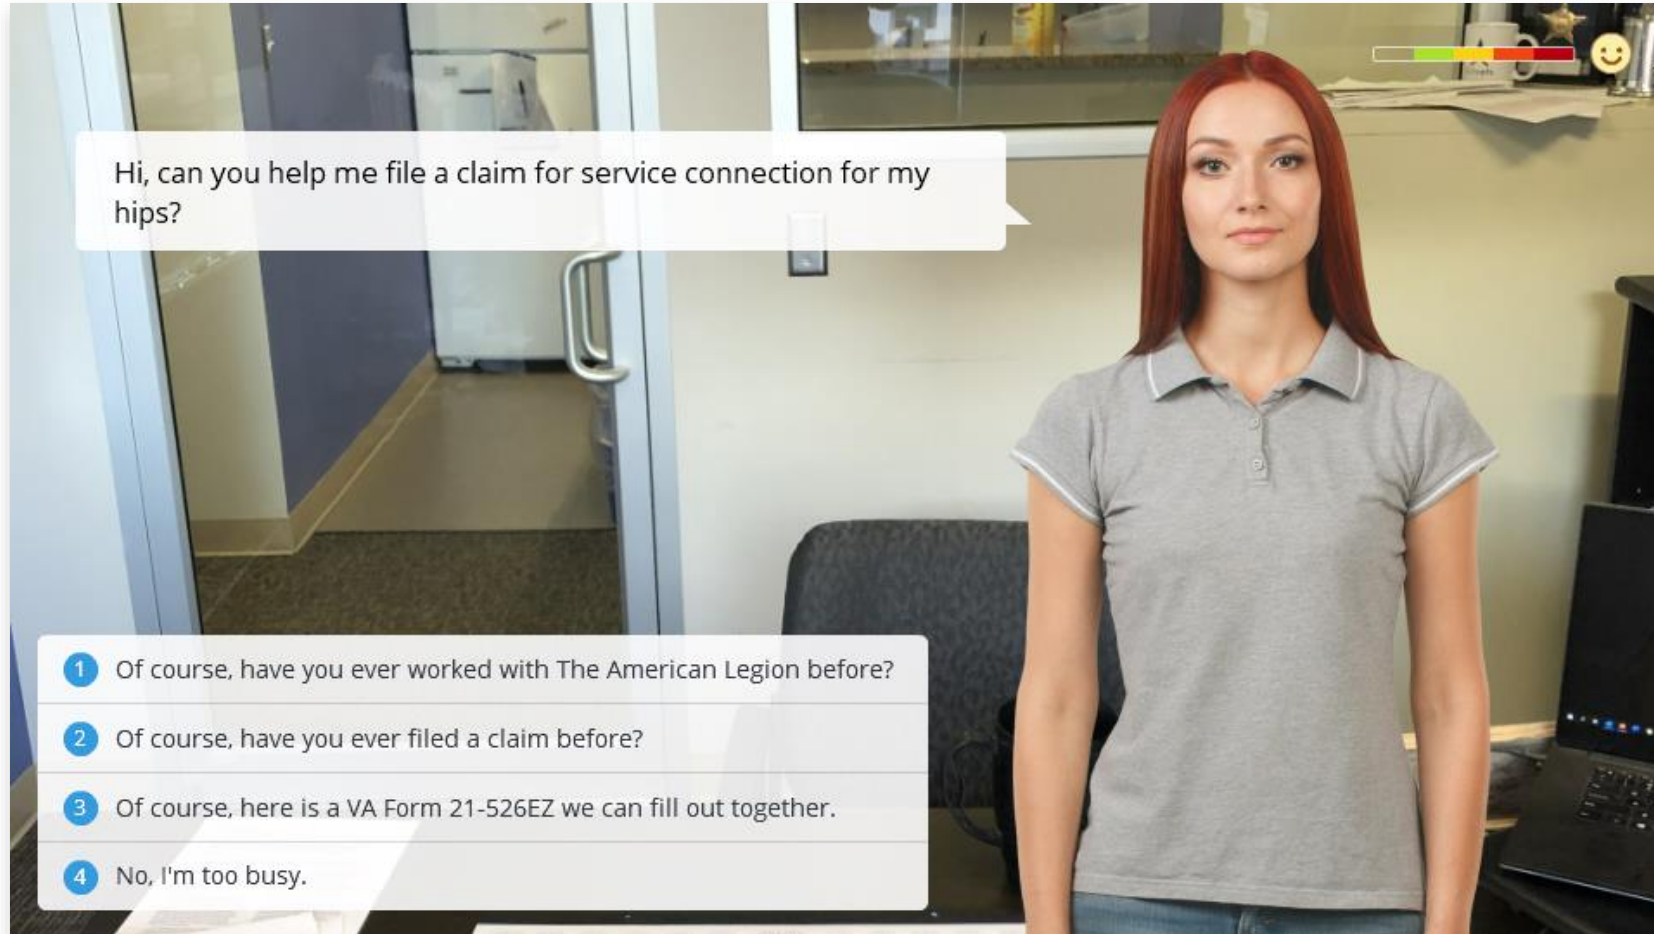 Hi, can you help me file a claim for service connection for my
hips?
1 Of course, have you ever worked with The American Legion before?
2 Of course, have you ever filed a claim before?
3 Of course, here is a VA Form 21-526EZ we can fill out together.
4 No, I'm too busy.